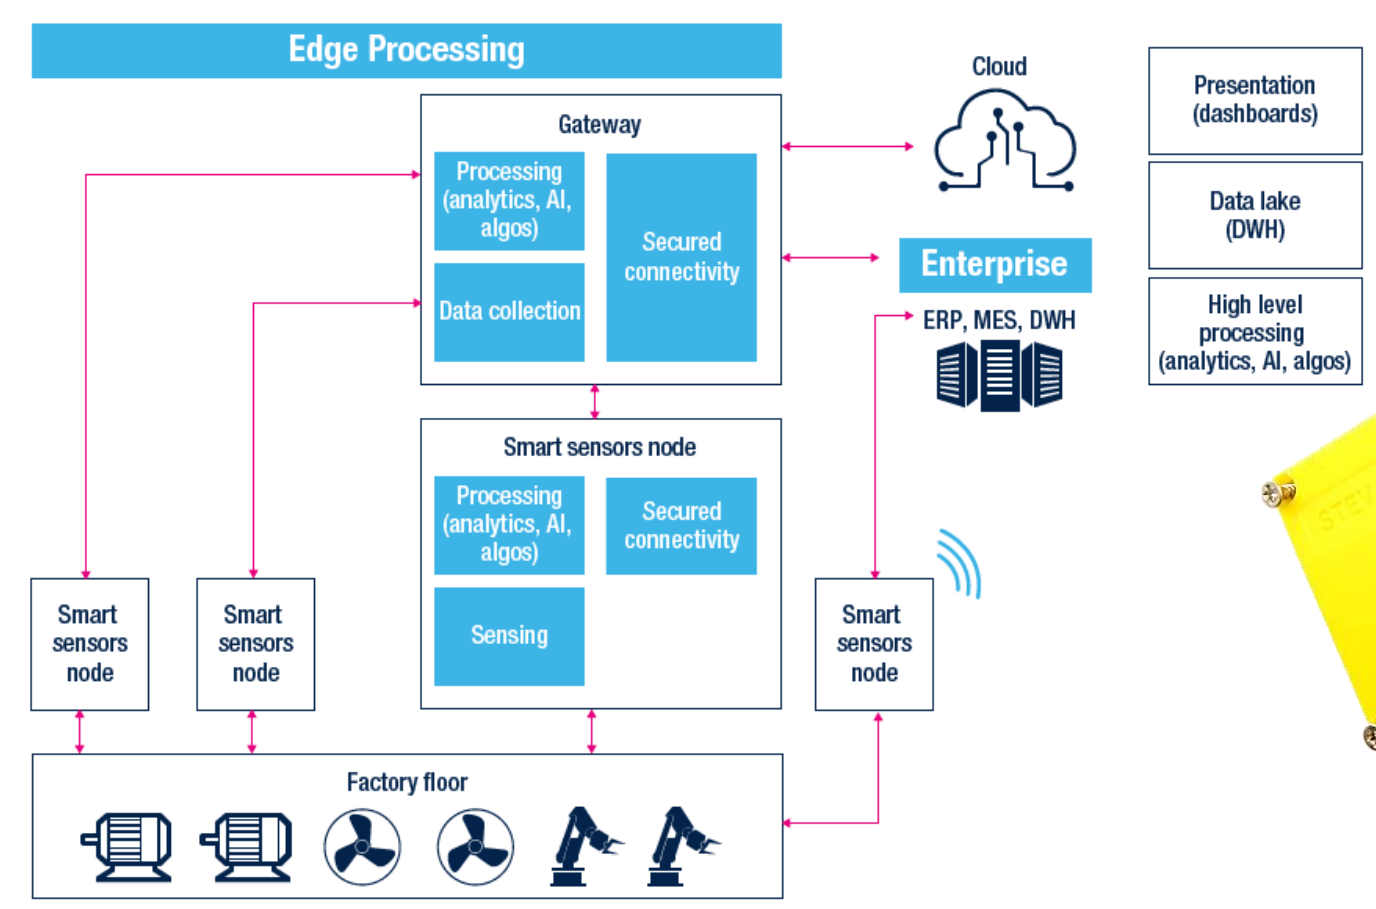 Edge Processing
Gateway
Processing
(analytics, AI,
algos)
Data collection
Secured
connectivity
Smart sensors node
Processing
(analytics, AI,
algos)
Secured
connectivity
Sensing
Smart
sensors
node
Smart
sensors
node
Smart
sensors
node
Factory floor
Cloud
Enterprise
ERP, MES, DWH
Presentation
(dashboards)
Data lake
(DWH)
High level
processing
(analytics, AI, algos)
STEV